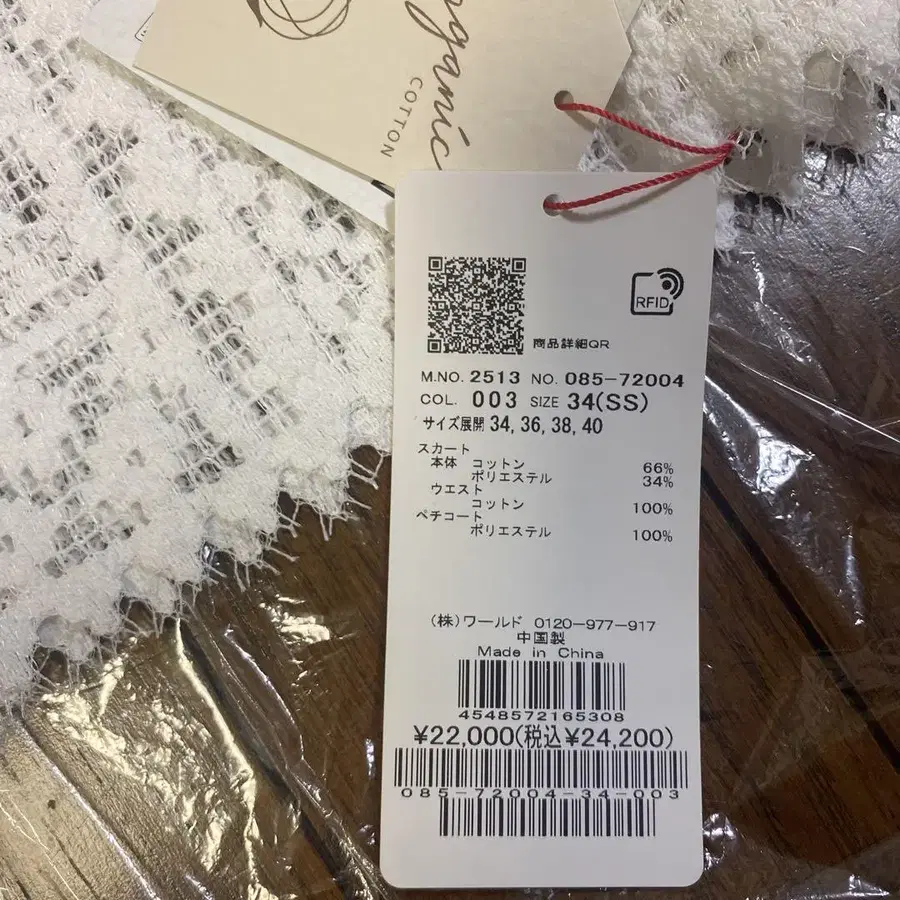 COTTON
RFID
商品詳細QR
M.NO. 2513 NO. 085-72004
COL. 003 SIZE 34(SS)
サイズ展開 34, 36, 38, 40
スカート
本体 コットン 66%
ポリエステル 34%
ウエスト
コットン 100%
ペチコート
ポリエステル 100%
(株)ワールド 0120-977-917
中国製
Made in China
4548572165308
¥22,000(税込¥24,200)
085-72004-34-003